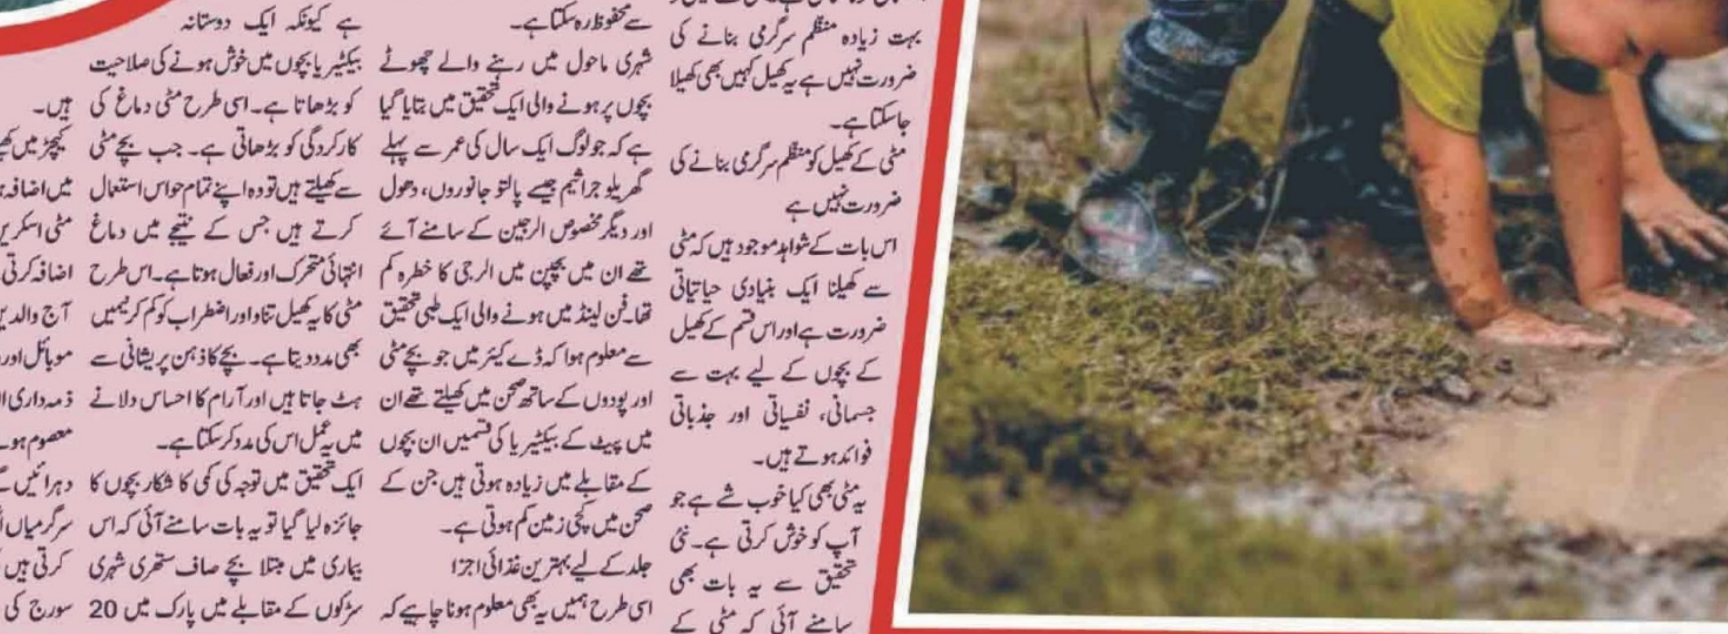 بہت زیادہ منظم سرگرمی بنانے کی
ضرورت نہیں ہے یہ کھیل کہیں بھی کھیلا
جاسکتا ہے۔
مٹی کے کھیل کو منظم سرگرمی بنانے کی
ضرورت نہیں ہے
اس بات کے شواہد موجود ہیں کہ مٹی
سے کھیلنا ایک بنیادی حیاتیاتی
ضرورت ہے اور اس قسم کے کھیل
کے بچوں کے لیے بہت سے
جسمانی، نفسیاتی اور جذباتی
فوائد ہوتے ہیں۔
یہ مٹی بھی کیا خوب شے ہے جو
آپ کو خوش کرتی ہے۔ نئی
تحقیق سے یہ بات بھی
سامنے آئی کہ مٹی کے
سے محفوظ رہ سکتا ہے۔
شہری ماحول میں رہنے والے چھوٹے
بچوں پر ہونے والی ایک تحقیق میں بتایا گیا
ہے کہ جو لوگ ایک سال کی عمر سے پہلے
گھریلو جراثیم جیسے پالتو جانوروں، دھول
اور دیگر مخصوص الرجین کے سامنے آئے
تھے ان میں بچپن میں الرجی کا خطرہ کم
تھا۔ فن لینڈ میں ہونے والی ایک طبی تحقیق
سے معلوم ہوا کہ ڈے کیئر میں جو بچے مٹی
اور پودوں کے ساتھ صحن میں کھیلتے تھے ان
میں پیٹ کے بیکٹیریا کی قسمیں ان بچوں
کے مقابلے میں زیادہ ہوتی ہیں جن کے
صحن میں کچی زمین کم ہوتی ہے۔
جلد کے لیے بہترین غذائی اجزا
اسی طرح ہمیں یہ بھی معلوم ہونا چاہیے کہ
ہے کیونکہ ایک دوستانہ
بیکٹیریا بچوں میں خوش ہونے کی صلاحیت
کو بڑھاتا ہے۔ اسی طرح مٹی دماغ کی
کارکردگی کو بڑھاتی ہے۔ جب بچے مٹی
سے کھیلتے ہیں تو وہ اپنے تمام حواس استعمال
کرتے ہیں جس کے نتیجے میں دماغ
انتہائی متحرک اور فعال ہوتا ہے۔ اس طرح
مٹی کا یہ کھیل تناو اور اضطراب کو کم کر نیمیں
بھی مدد دیتا ہے۔ بچے کا ذہن پریشانی سے
ہٹ جاتا ہیں اور آرام کا احساس دلانے
میں یہ عمل اس کی مدد کر سکتا ہے۔
ایک تحقیق میں توجہ کی کمی کا شکار بچوں کا
جائزہ لیا گیا تو یہ بات سامنے آئی کہ اس
بیماری میں مبتلا بچے صاف ستھری شہری
سڑکوں کے مقابلے میں پارک میں 20
ہیں۔
کیچڑ میں
میں اضافہ
مٹی اسکرین
اضافہ کرتی
آج والدین
موبائل اور
ذمہ داری
معصوم
دہرائیں
سرگرمیاں
کرتی ہیں
سورج کی